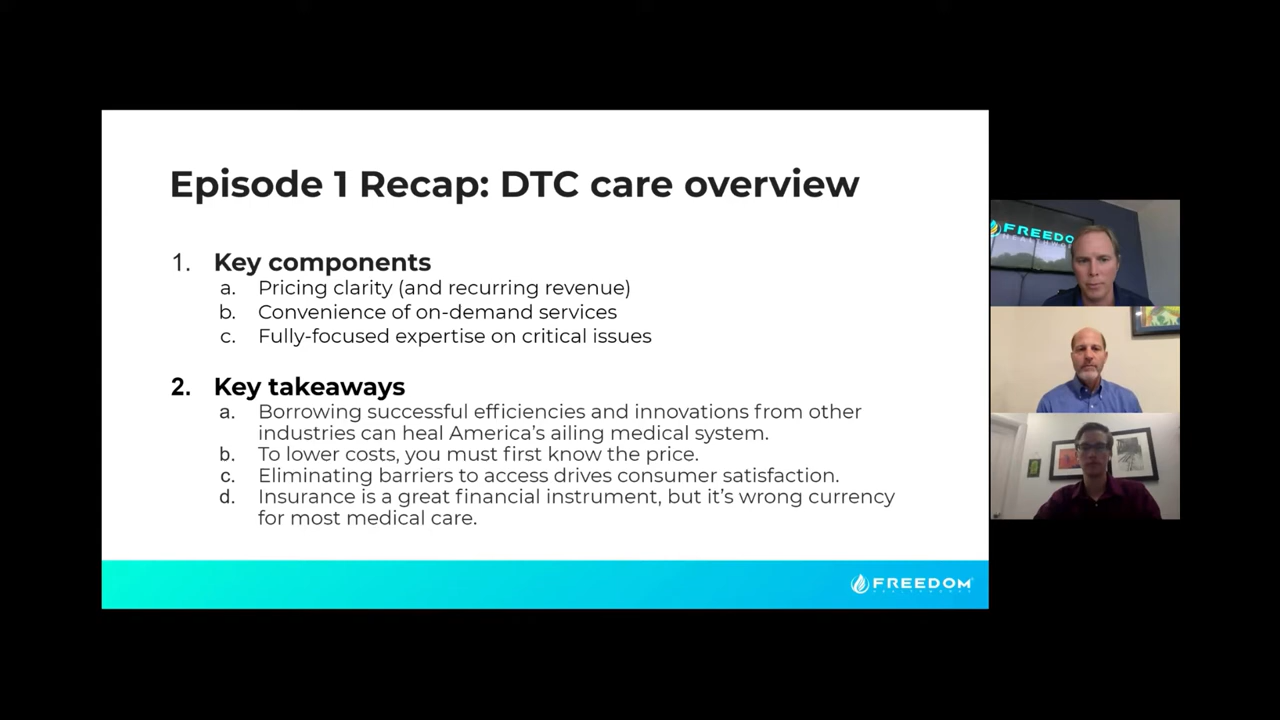 Episode 1 Recap: DTC care overview
1. Key components
a. Pricing clarity (and recurring revenue)
b. Convenience of on-demand services
c. Fully-focused expertise on critical issues
2. Key takeaways
a. Borrowing successful efficiencies and innovations from other
industries can heal America's ailing medical system.
b. To lower costs, you must first know the price.
c. Eliminating barriers to access drives consumer satisfaction.
d. Insurance is a great financial instrument, but it's wrong currency
for most medical care.
FREEDOM
FREEDO